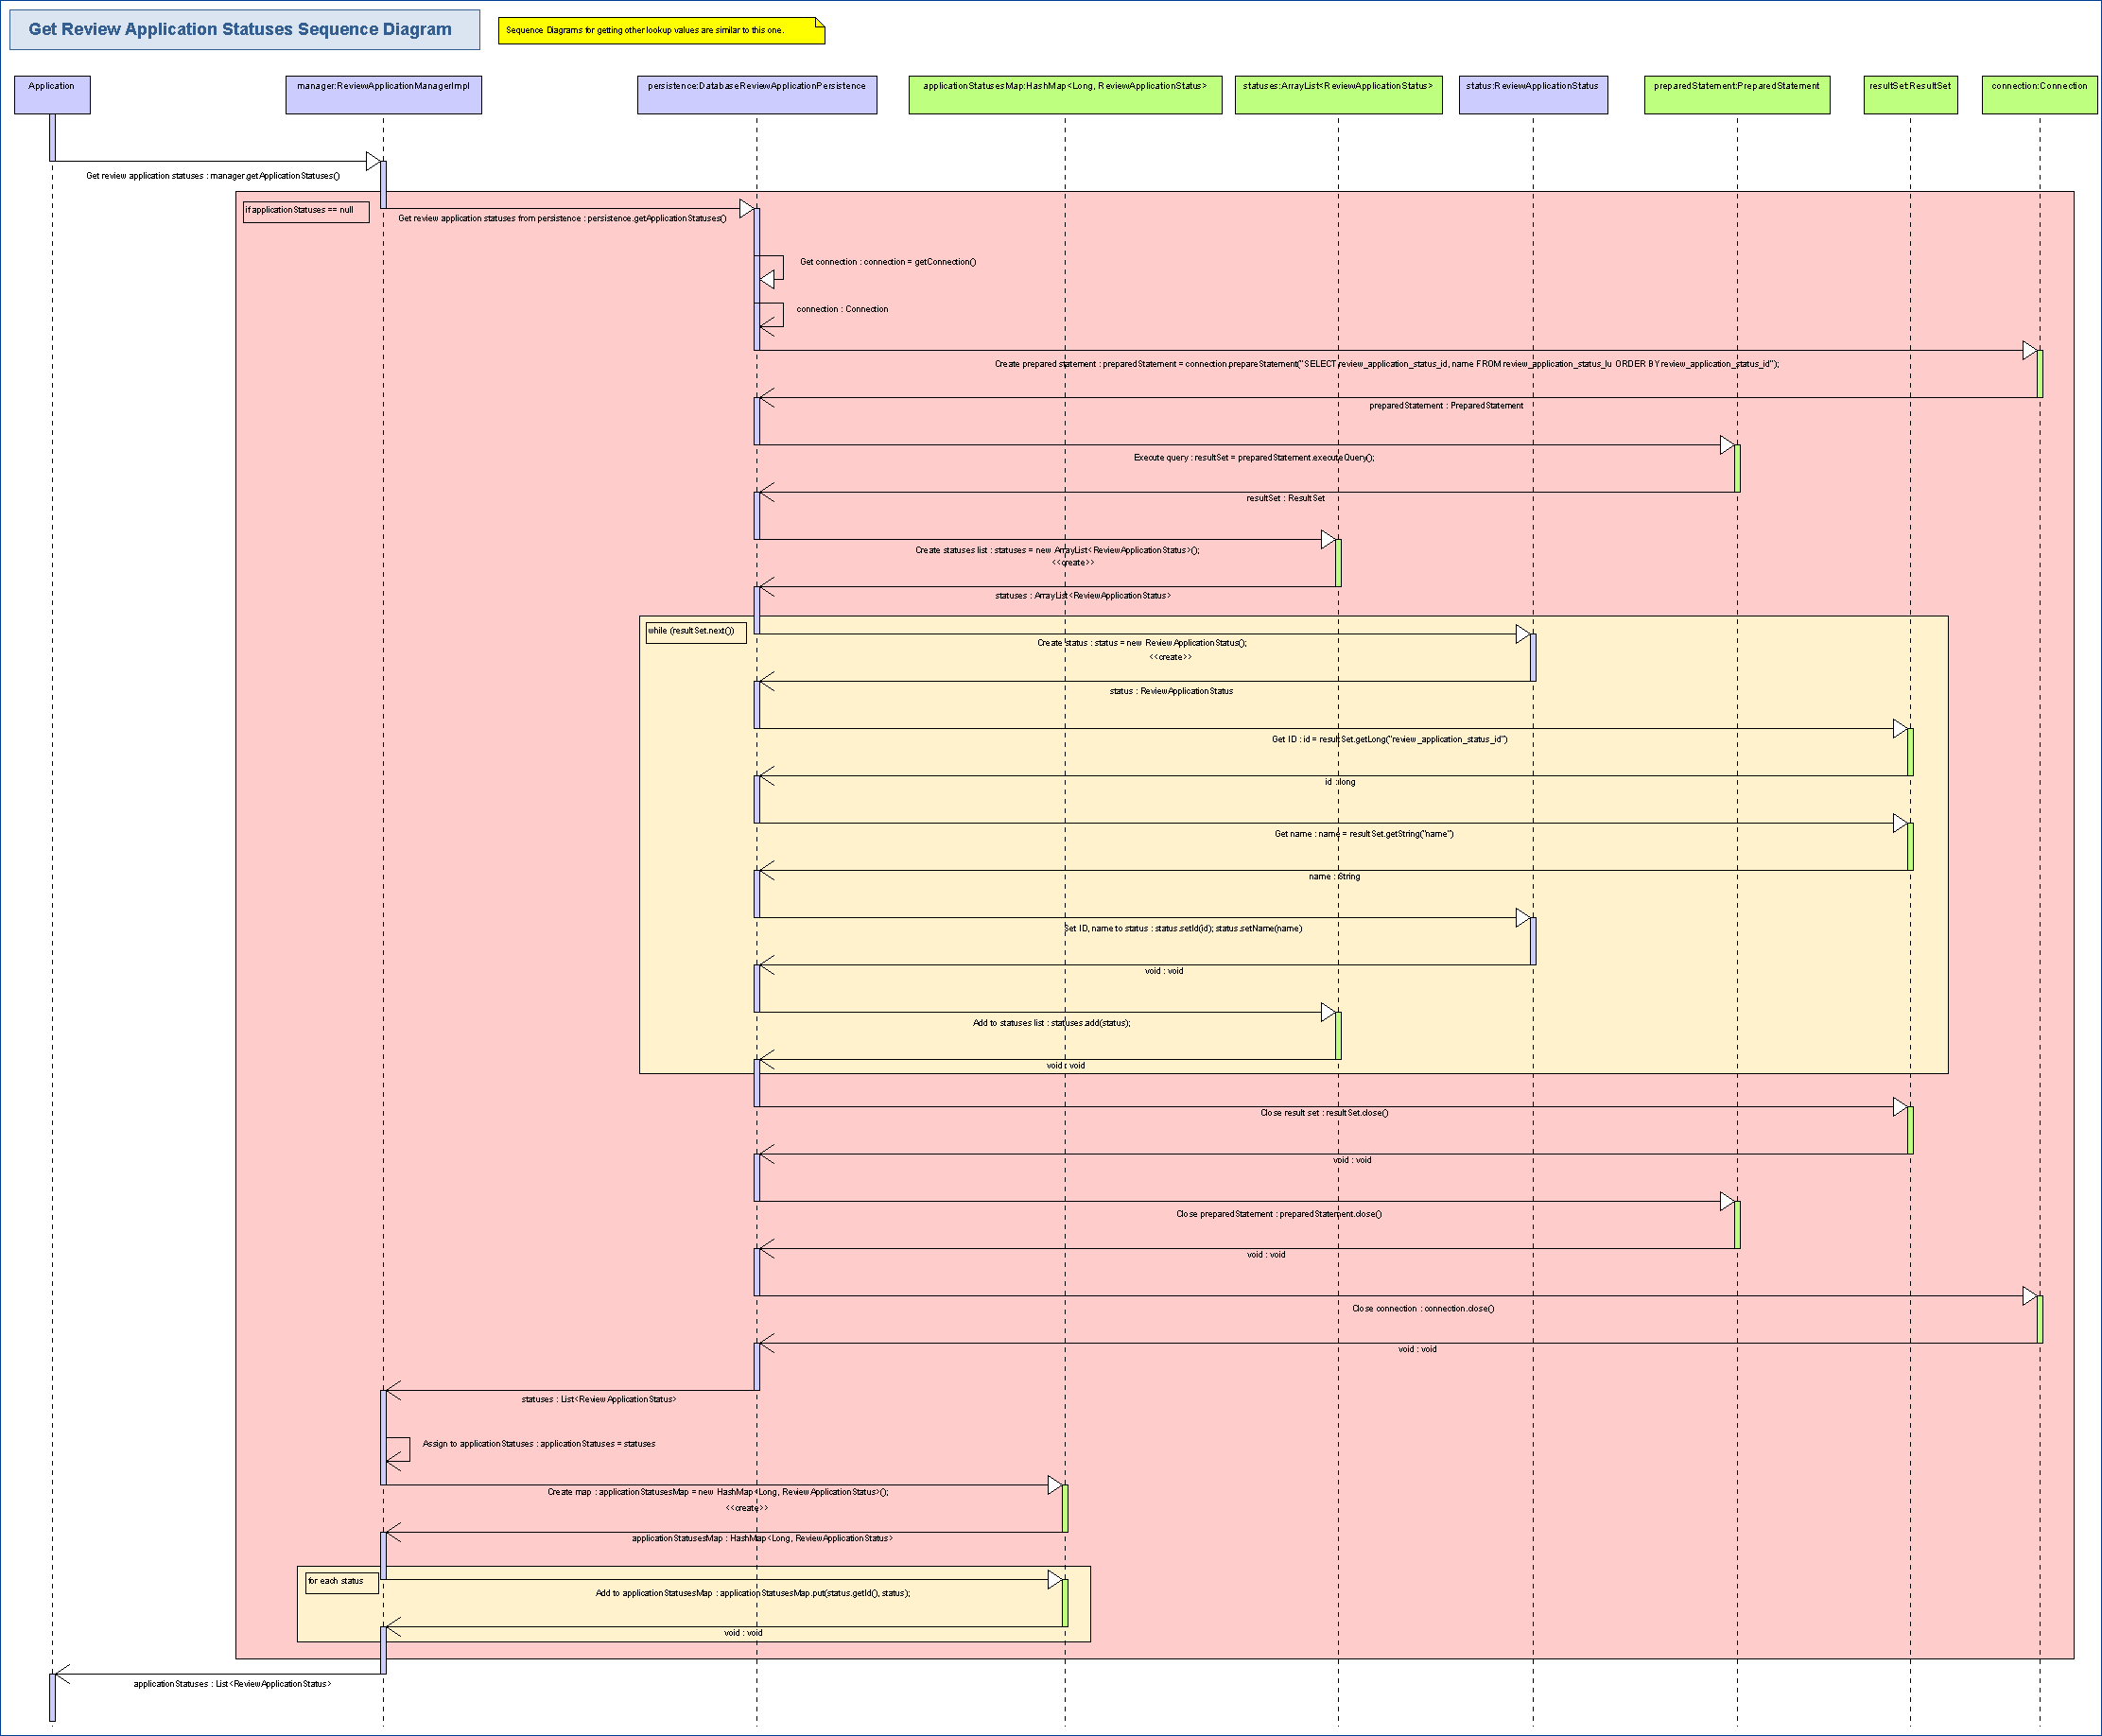 Get Review Application Statuses Sequence Diagram
Sequence Diagrams for getting other lookup values are similar to this one.
Application
manager:ReviewApplicationManagerImpl
persistence:DatabaseReviewApplicationPersistence
applicationStatusesMap:HashMap<Long, ReviewApplicationStatus>
statuses:ArrayList<ReviewApplicationStatus>
status:ReviewApplicationStatus
preparedStatement:PreparedStatement
resultSet:ResultSet
connection:Connection
Get review application statuses : manager.getApplicationStatuses()
if applicationStatuses == null
Get review application statuses from persistence : persistence.getApplicationStatuses()
Get connection : connection = getConnection()
connection : Connection
Create prepared statement : preparedStatement = connection.prepareStatement("SELECT review_application_status_id, name FROM review_application_status_lu ORDER BY review_application_status_id");
preparedStatement : PreparedStatement
Execute query : resultSet = preparedStatement.executeQuery();
resultSet : ResultSet
Create statuses list : statuses = new ArrayList<ReviewApplicationStatus>();
<<create>>
statuses : ArrayList<ReviewApplicationStatus>
while (resultSet.next())
Create status : status = new ReviewApplicationStatus();
<<create>>
status : ReviewApplicationStatus
Get ID : id = resultSet.getLong("review_application_status_id")
id : long
Get name : name = resultSet.getString("name")
name : String
Set ID, name to status : status.setId(id); status.setName(name)
void : void
Add to statuses list : statuses.add(status);
void : void
Close result set : resultSet.close()
void : void
Close preparedStatement : preparedStatement.close()
void : void
Close connection : connection.close()
void : void
statuses : List<ReviewApplicationStatus>
Assign to applicationStatuses : applicationStatuses = statuses
Create map : applicationStatusesMap = new HashMap<Long, ReviewApplicationStatus>();
<<create>>
applicationStatusesMap : HashMap<Long, ReviewApplicationStatus>
for each status
Add to applicationStatusesMap : applicationStatusesMap.put(status.getId(), status);
void : void
applicationStatuses : List<ReviewApplicationStatus>